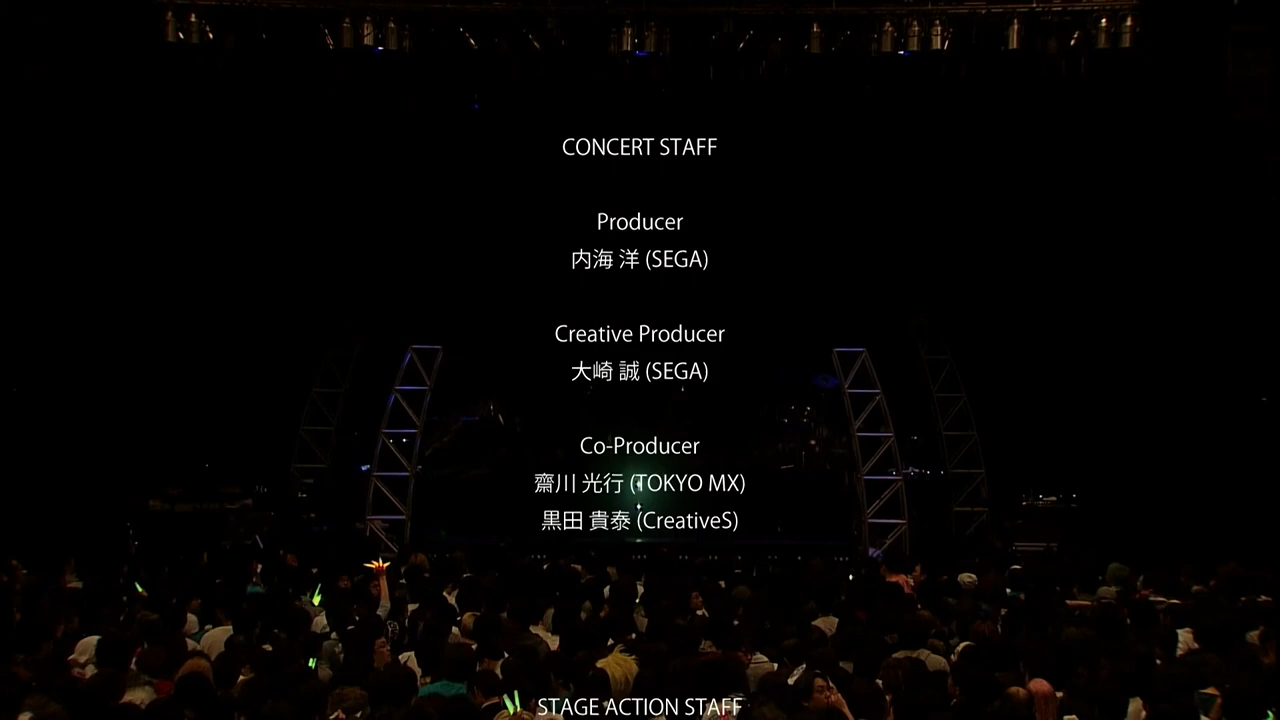 CONCERT STAFF
Producer
内海 洋 (SEGA)
Creative Producer
大崎 誠 (SEGA)
Co-Producer
齋川 光行 (TOKYO MX)
黒田 貴泰 (CreativeS)
STAGE ACTION STAFF